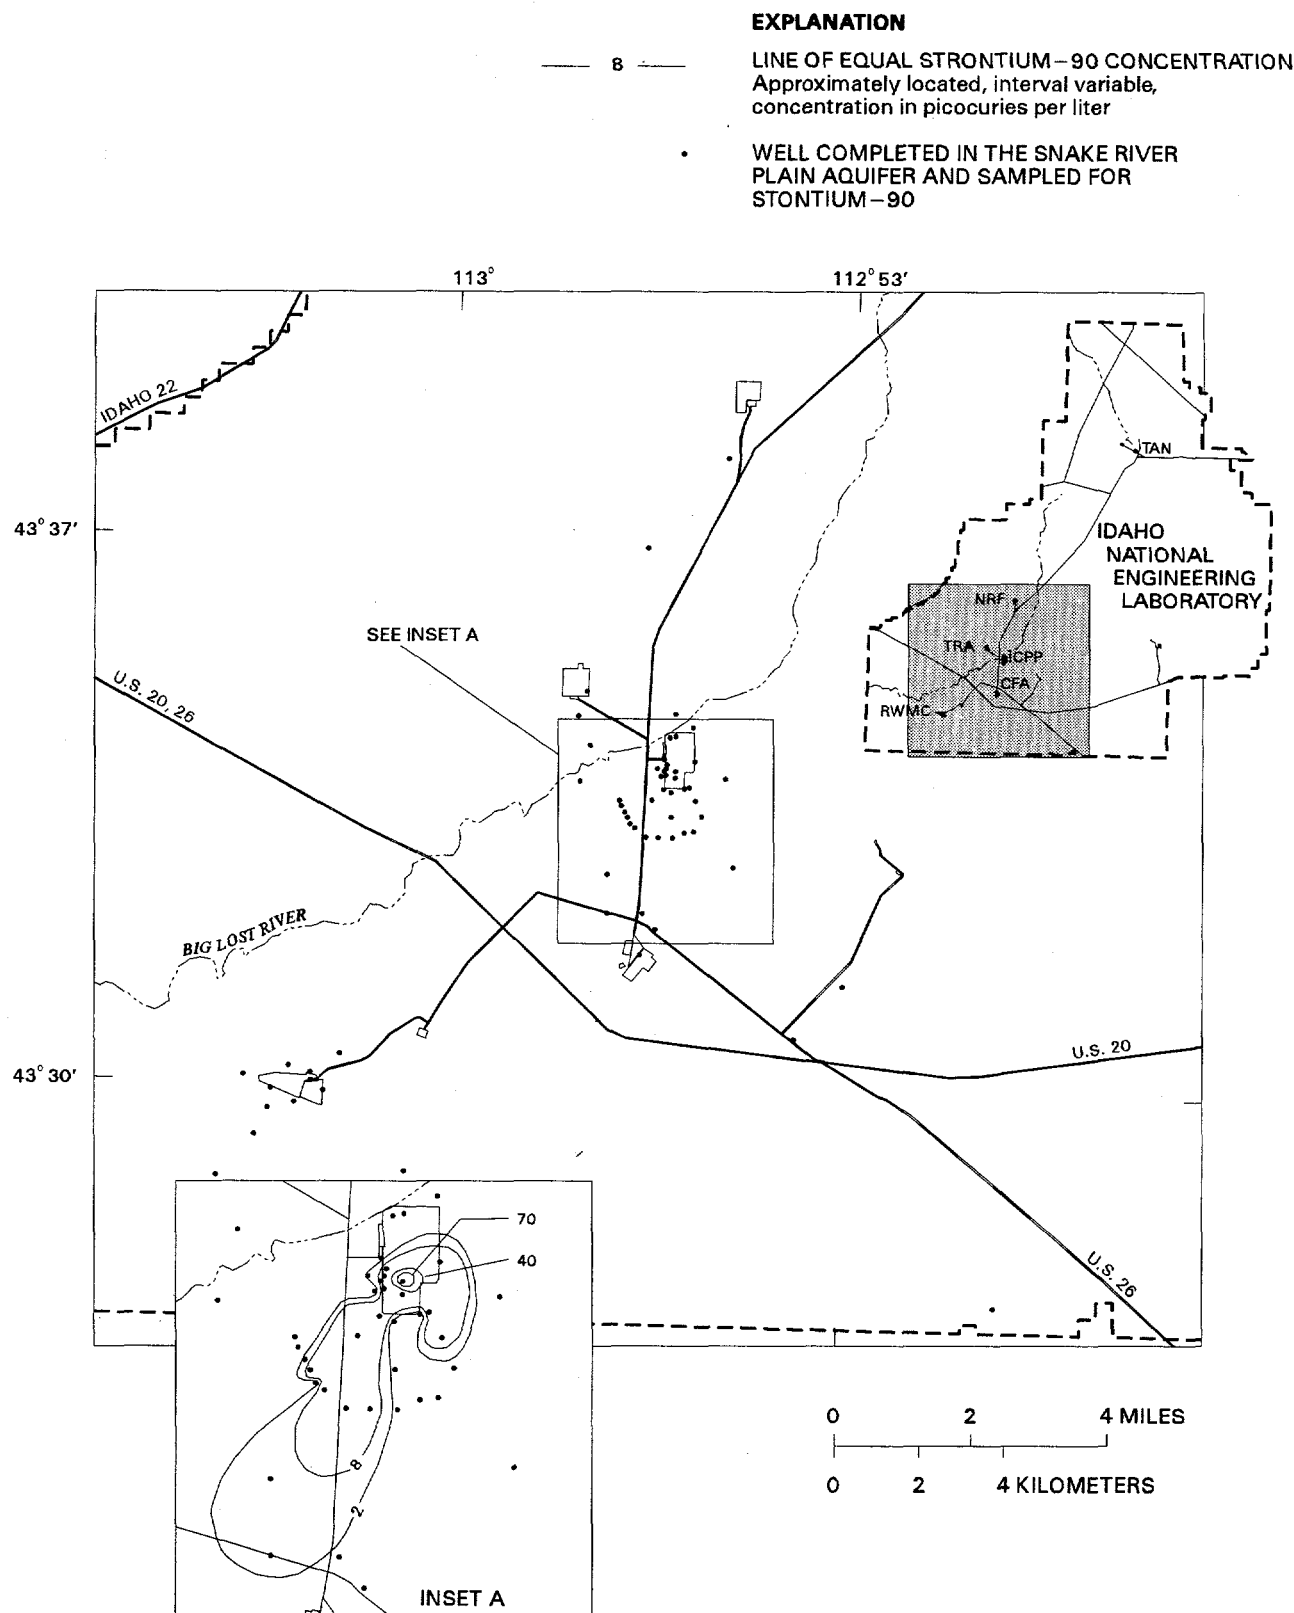 EXPLANATION
8
LINE OF EQUAL STRONTIUM-90 CONCENTRATION
Approximately located, interval variable,
concentration in picocuries per liter
WELL COMPLETED IN THE SNAKE RIVER
PLAIN AQUIFER AND SAMPLED FOR
STONTIUM-90
113°
112°53'
IDAHO 22
TAN
43°37'
IDAHO
NATIONAL
ENGINEERING
LABORATORY
NRF
SEE INSET A
TRA
ICPP
CFA
RWMC
U.S. 20, 26
BIG LOST RIVER
43°30'
U.S. 20
70
40
U.S. 26
0 2 4 MILES
0 2 4 KILOMETERS
8
2
INSET A